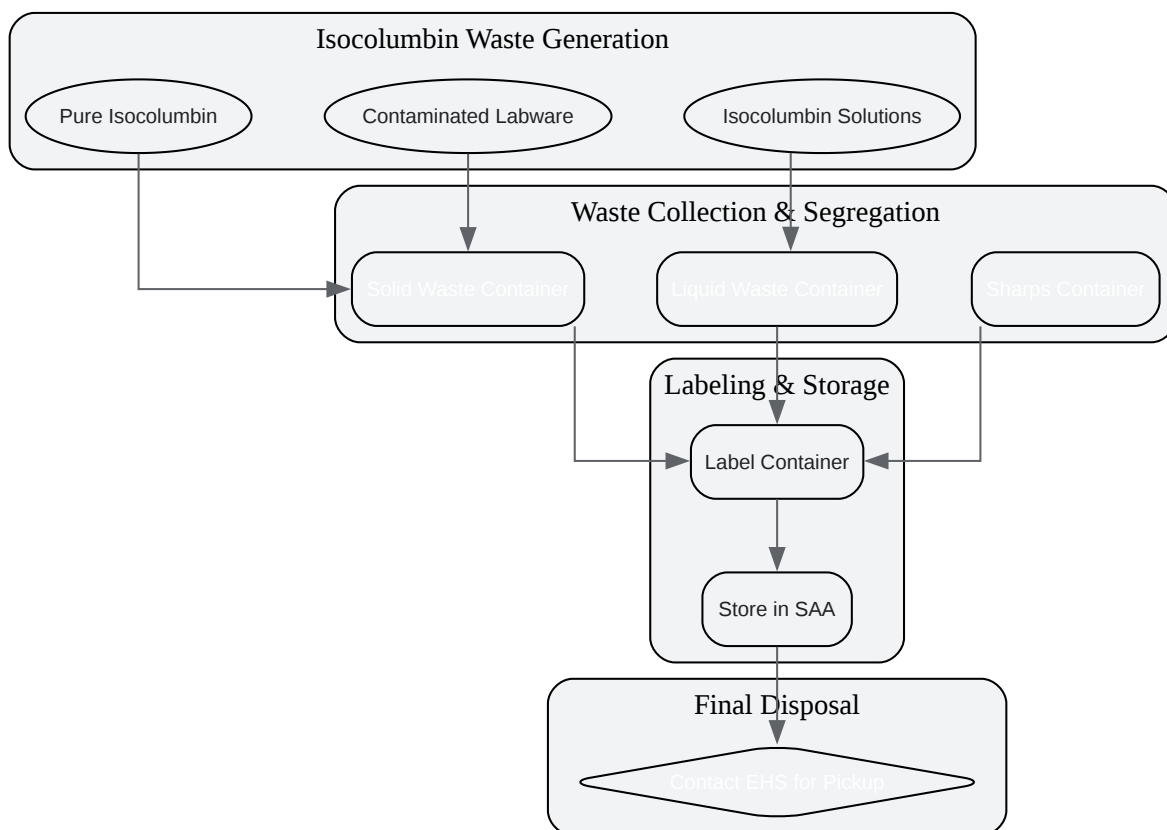 Isocolumbin Waste Generation
Pure Isocolumbin
Contaminated Labware
Isocolumbin Solutions
Waste Collection & Segregation
Solid Waste Container
Liquid Waste Container
Sharps Container
Labeling & Storage
Label Container
Store in SAA
Final Disposal
Contact EHS for Pickup